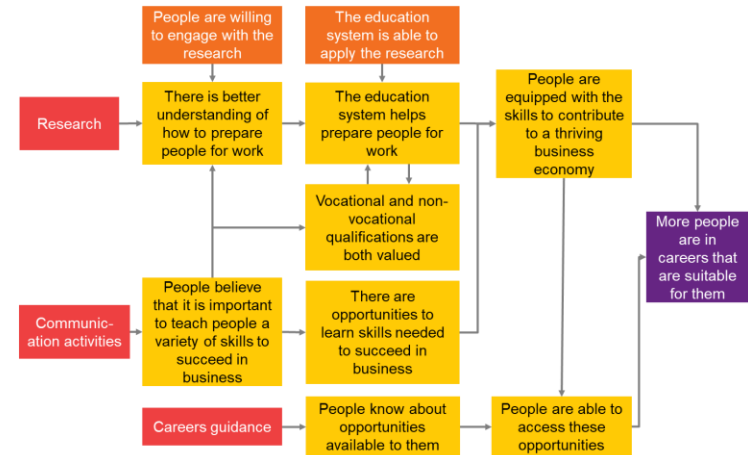 People are willing
to engage with the
research
The education
system is able to
apply the research
Research
There is better
understanding of
how to prepare
people for work
The education
system helps
prepare people for
work
People are
equipped with the
skills to contribute
to a thriving
business
economy
Vocational and non-
vocational
qualifications are
both valued
More people
are in
careers that
are suitable
for them
Communic-
ation activities
People believe
that it is important
to teach people a
variety of skills to
succeed in
business
There are
opportunities to
learn skills needed
to succeed in
business
Careers guidance
People know about
opportunities
available to them
People are able to
access these
opportunities